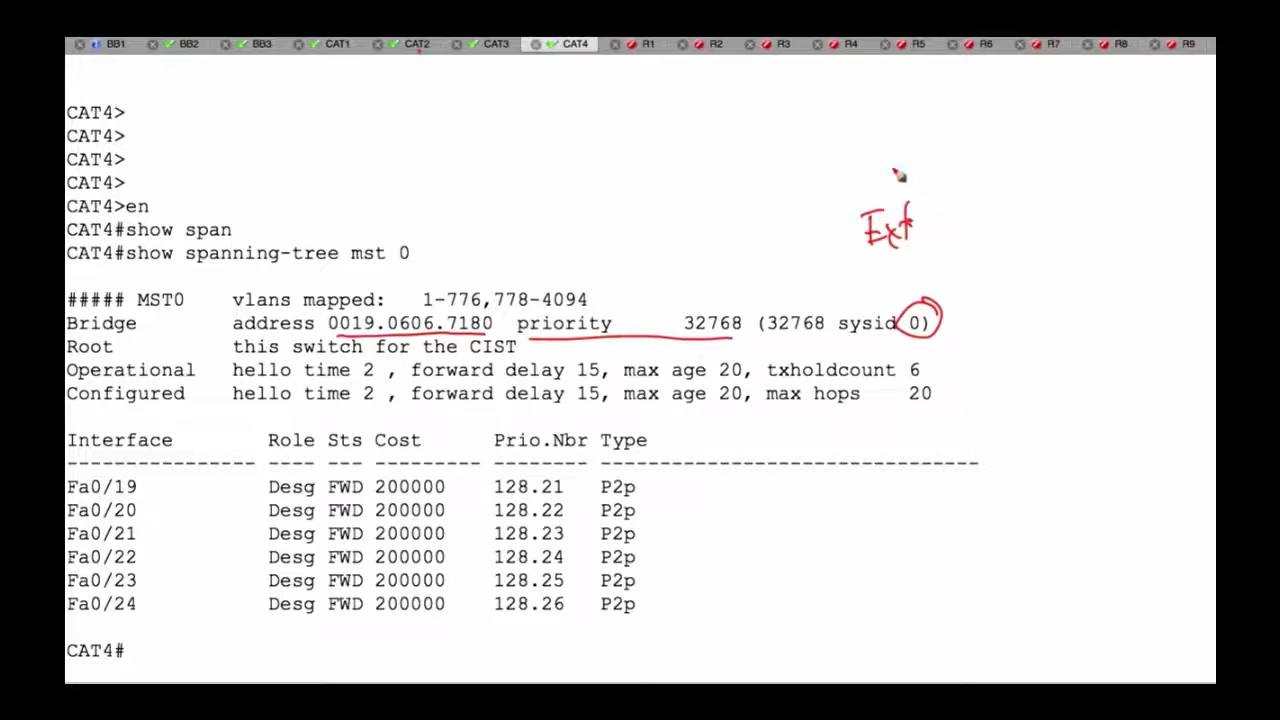 BB1 BB2 BB3 CAT1 CAT2 CAT3 CAT4 R1 R2 R3 R4 R5 R6 R7 R8 R9
CAT4>
CAT4>
CAT4>
CAT4>
CAT4>en
CAT4#show span
Ext
CAT4#show spanning-tree mst 0
##### MST0    vlans mapped:   1-776,778-4094
Bridge        address 0019.0606.7180  priority      32768 (32768 sysid 0)
Root          this switch for the CIST
Operational   hello time 2 , forward delay 15, max age 20, txholdcount 6
Configured    hello time 2 , forward delay 15, max age 20, max hops    20
Interface        Role Sts Cost      Prio.Nbr Type
---------------- ---- --- --------- -------- --------------------------------
Fa0/19           Desg FWD 200000    128.21   P2p
Fa0/20           Desg FWD 200000    128.22   P2p
Fa0/21           Desg FWD 200000    128.23   P2p
Fa0/22           Desg FWD 200000    128.24   P2p
Fa0/23           Desg FWD 200000    128.25   P2p
Fa0/24           Desg FWD 200000    128.26   P2p
CAT4#